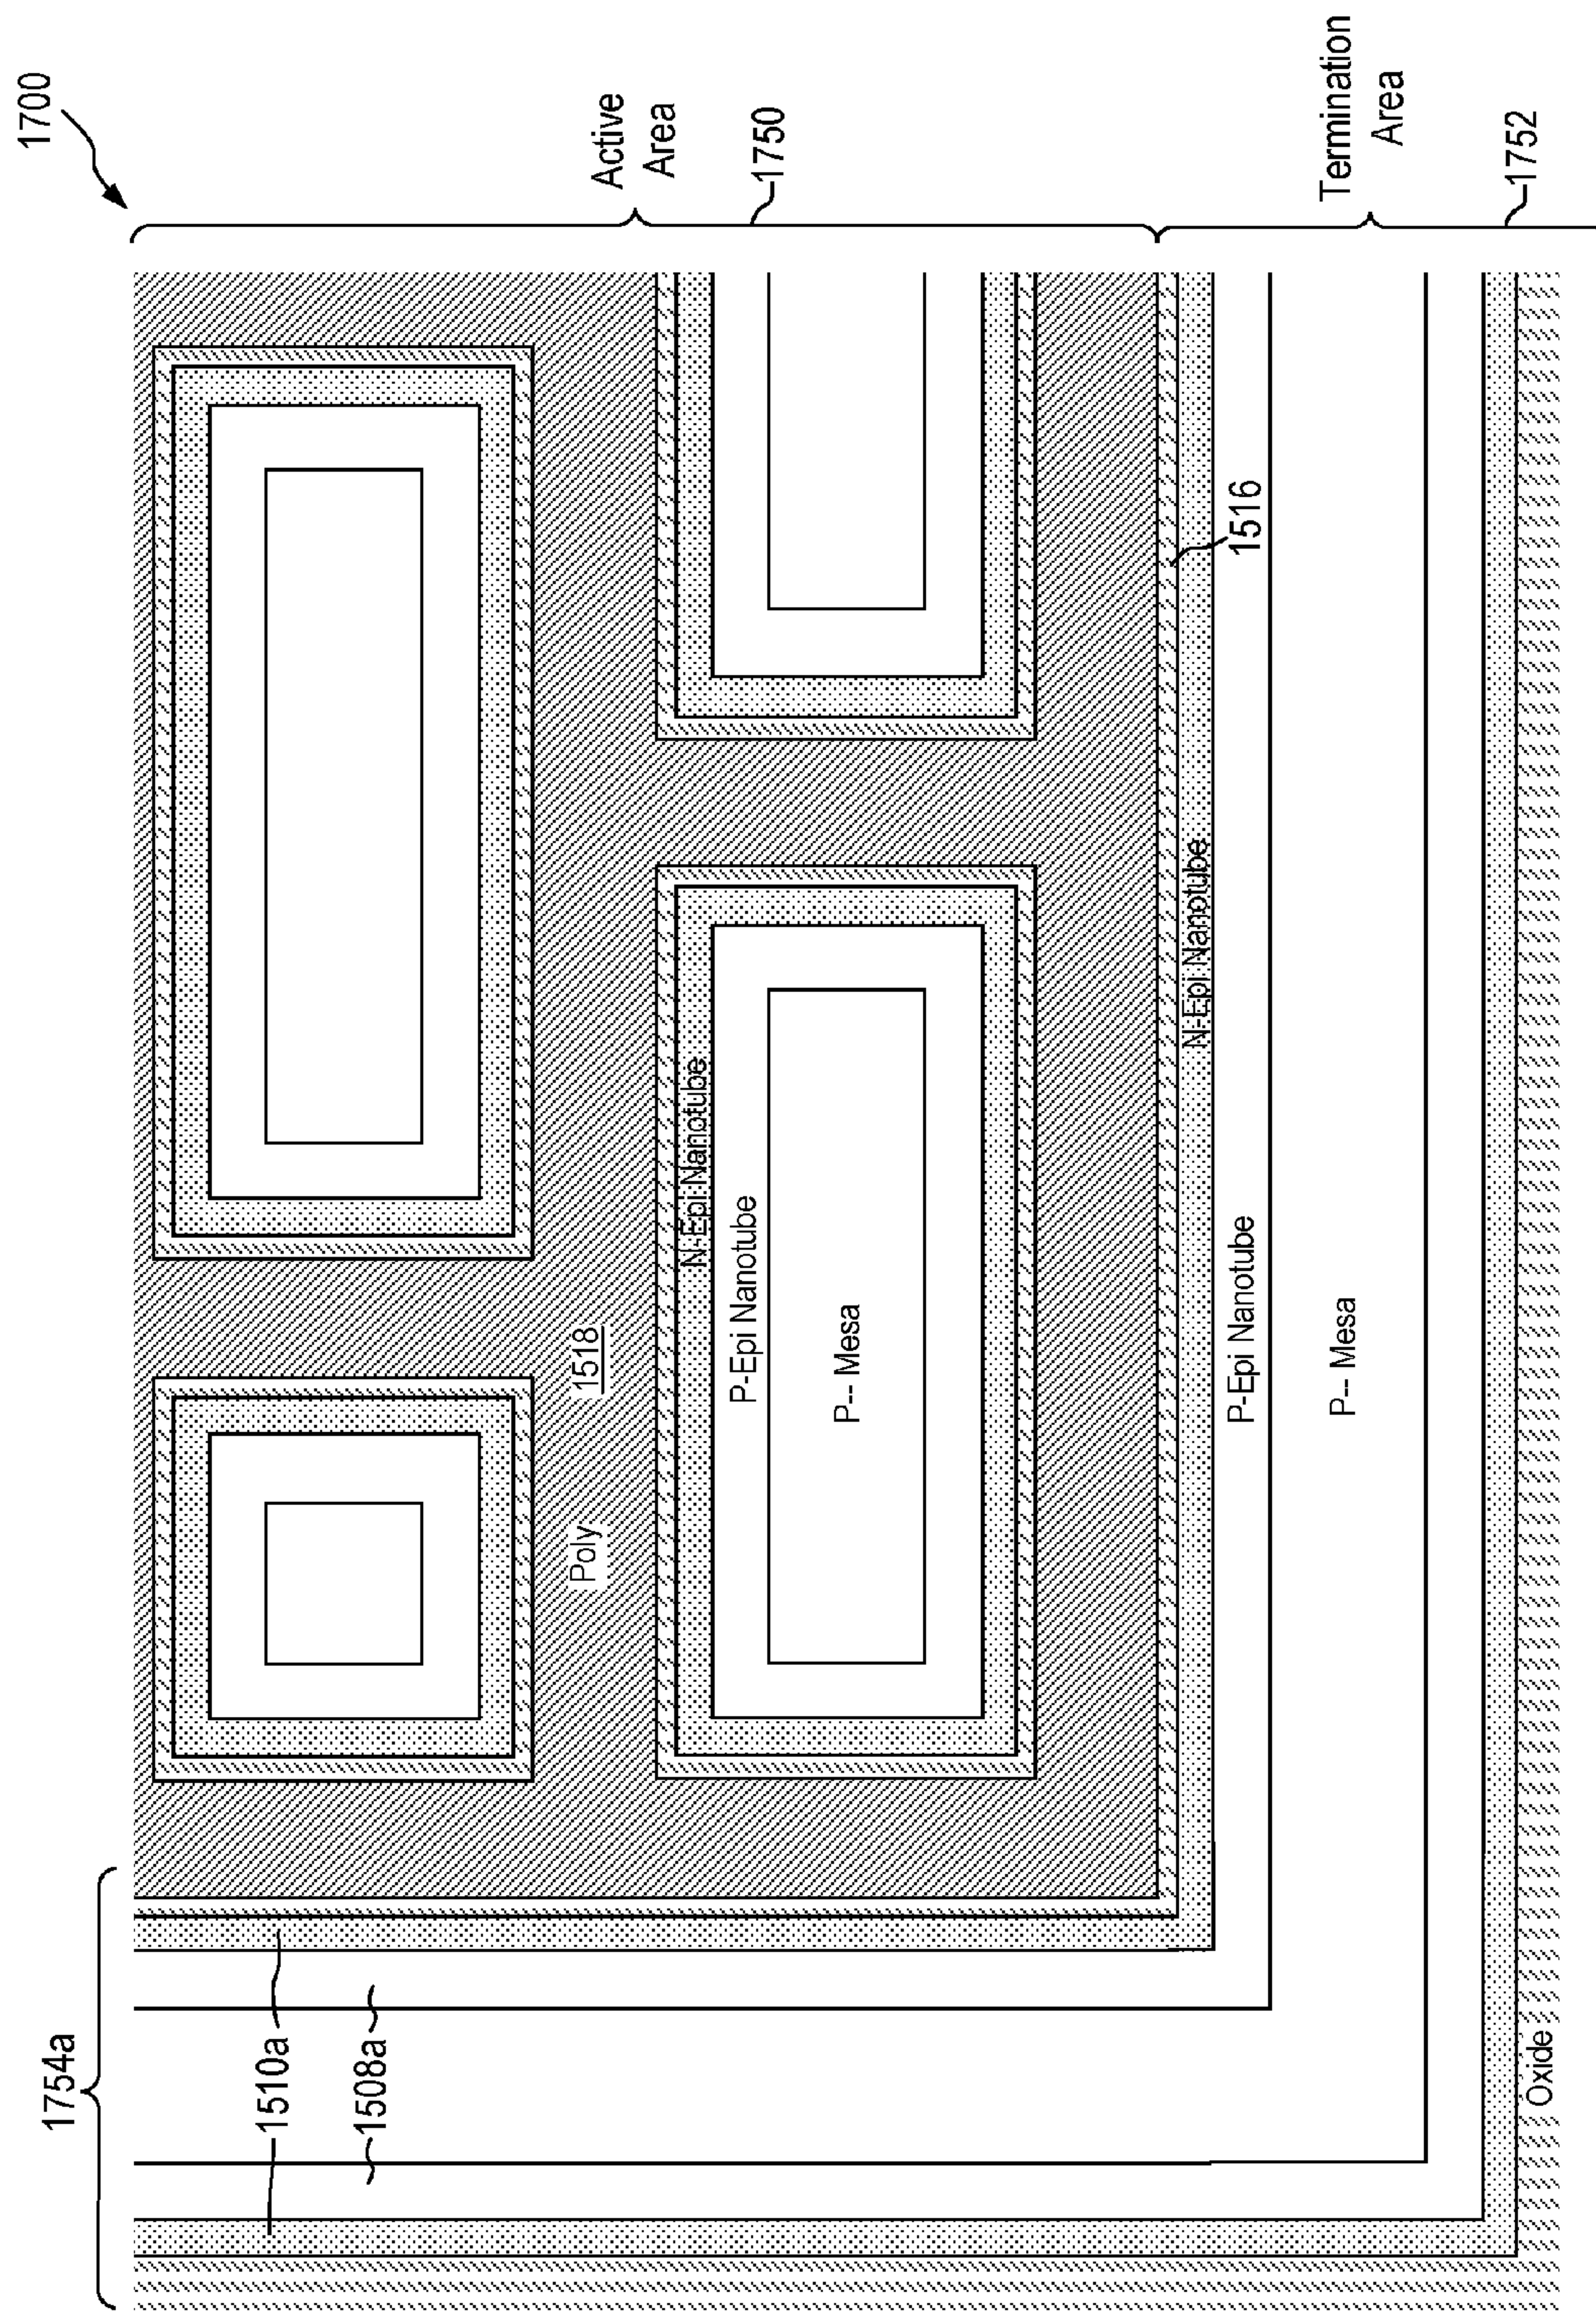 1700
Active
Area
1750
Termination
Area
1752
1516
N-Epi Nanotube
N-Epi Nanotube
P-Epi Nanotube
P-- Mesa
1518
Poly
P-Epi Nanotube
P-- Mesa
1754a
1510a
1508a
Oxide